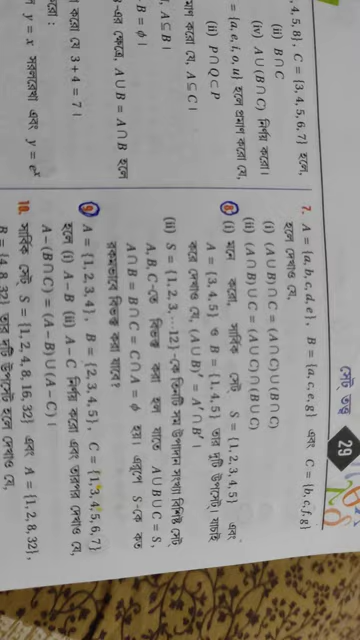 সেট তত্ত্ব 29
, 4, 5, 8}, C = {3, 4, 5, 6, 7} হলে,
(ii) B∩C
(iv) A∪(B∩C) নির্ণয় করো।
= {a, e, i, o, u} হলে প্রমাণ করো যে,
(ii) P∩Q⊂P
মাণ করো যে, A⊆C।
, A⊆B।
B = ϕ।
-এর ক্ষেত্রে, A∪B = A∩B হলে
করো যে 3+4 = 7।
করো :
y = x সরলরেখা এবং y = eˣ
7. A = {a, b, c, d, e}, B = {a, c, e, g} এবং C = {b, c, f, g}
হলে দেখাও যে,
(i) (A∪B)∩C = (A∩C)∪(B∩C)
(ii) (A∩B)∪C = (A∪C)∩(B∪C)
8. (i) মনে করো, সার্বিক সেট S = {1, 2, 3, 4, 5} এবং
A = {3, 4, 5} ও B = {1, 4, 5} তার দুটি উপসেট। যাচাই
করে দেখাও যে, (A∪B)′ = A′∩B′।
(ii) S = {1, 2, 3, ...12}-কে তিনটি সম উপাদান সংখ্যা বিশিষ্ট সেট
A, B, C-তে বিভক্ত করা হল যাতে A∪B∪C = S,
A∩B = B∩C = C∩A = ϕ হয়। এরূপে S-কে কত
রকমভাবে বিভক্ত করা যাবে?
9. A = {1, 2, 3, 4}, B = {2, 3, 4, 5}, C = {1, 3, 4, 5, 6, 7}
হলে (i) A−B (ii) A−C নির্ণয় করো এবং তারপর দেখাও যে,
A−(B∩C) = (A−B)∪(A−C)।
10. সার্বিক সেট S = {1, 2, 4, 8, 16, 32} এবং A = {1, 2, 8, 32},
B = {4, 8, 32} তার দুটি উপসেট হলে দেখাও যে,